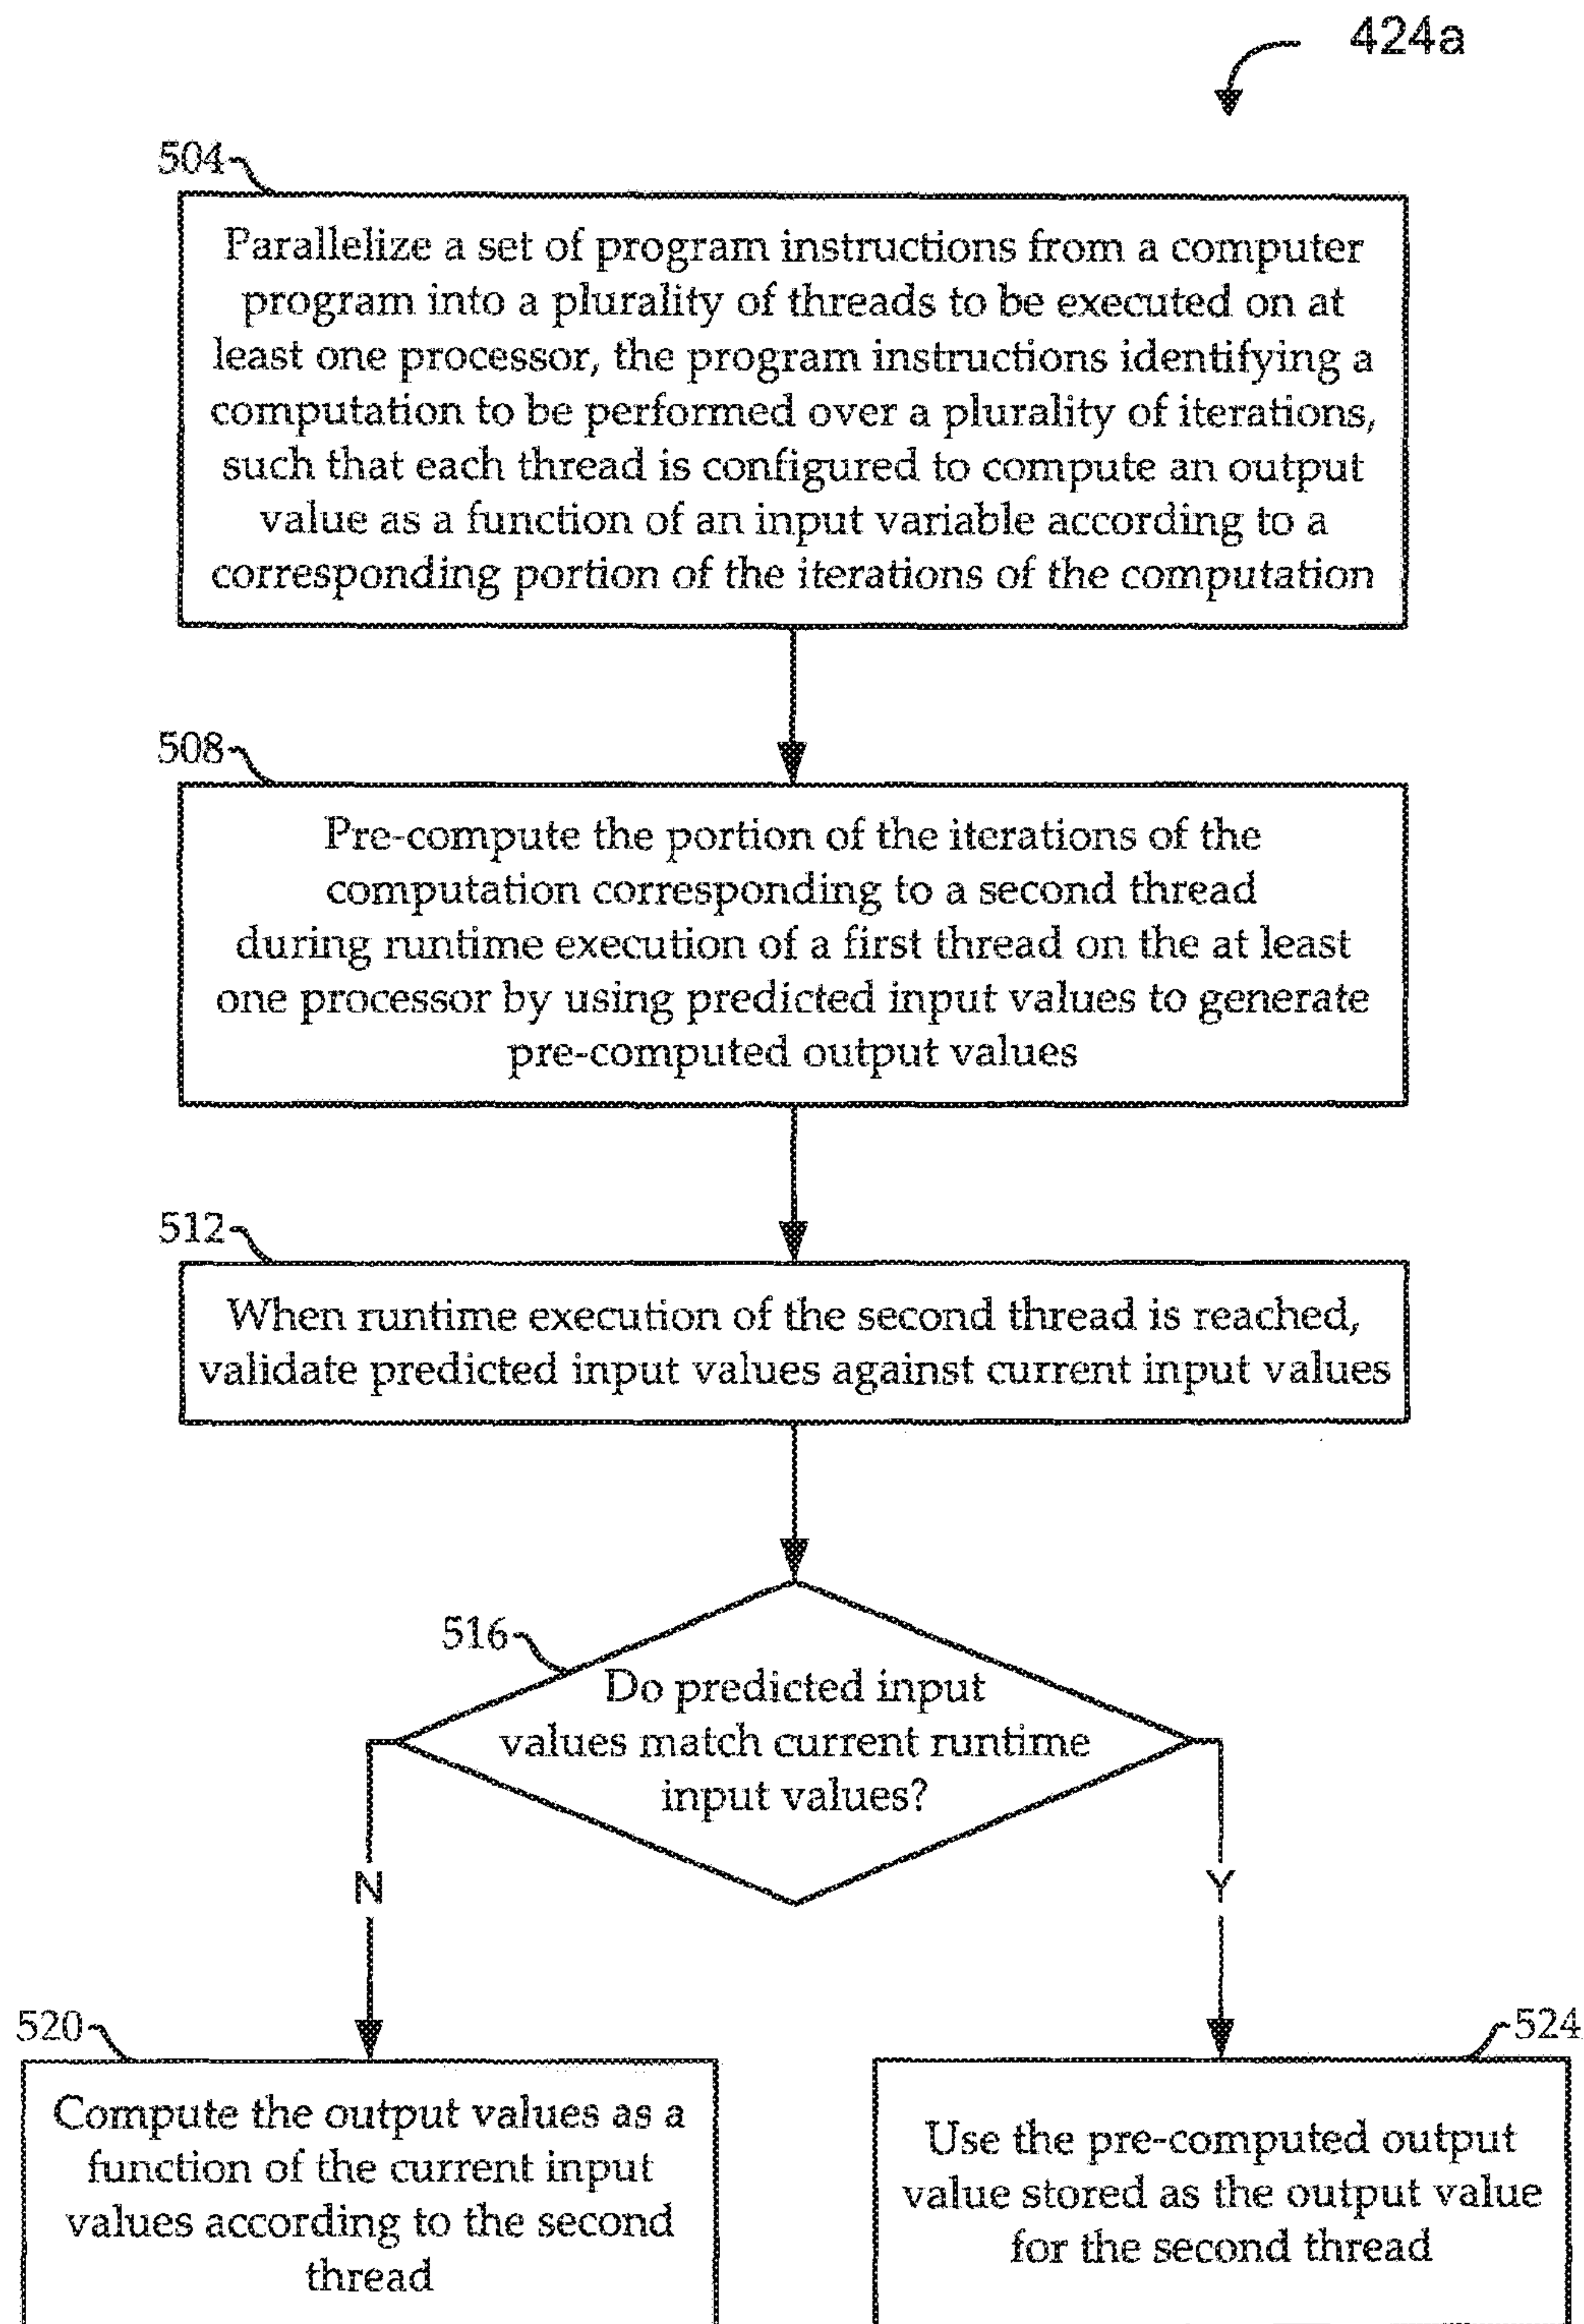 424a
504
Parallelize a set of program instructions from a computer
program into a plurality of threads to be executed on at
least one processor, the program instructions identifying a
computation to be performed over a plurality of iterations,
such that each thread is configured to compute an output
value as a function of an input variable according to a
corresponding portion of the iterations of the computation
508
Pre-compute the portion of the iterations of the
computation corresponding to a second thread
during runtime execution of a first thread on the at least
one processor by using predicted input values to generate
pre-computed output values
512
When runtime execution of the second thread is reached,
validate predicted input values against current input values
516
Do predicted input
values match current runtime
input values?
N
Y
520
Compute the output values as a
function of the current input
values according to the second
thread
524
Use the pre-computed output
value stored as the output value
for the second thread